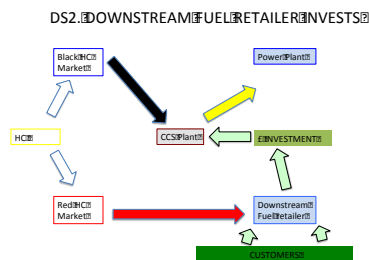 DS2. DOWNSTREAM FUEL RETAILER INVESTS
Black HC
Market
Power Plant
HC
CCS Plant
£ INVESTMENT
Red HC
Market
Downstream
Fuel retailer
CUSTOMERS